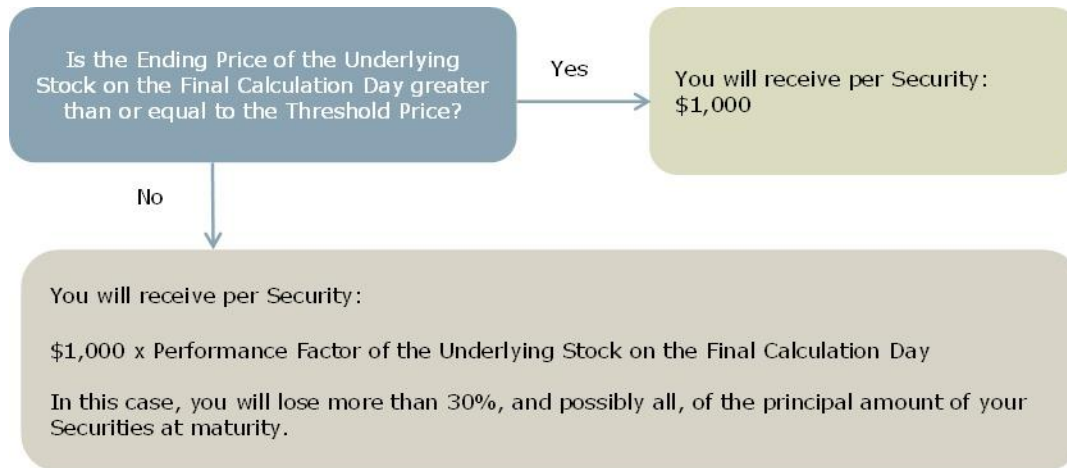 Is the Ending Price of the Underlying
Stock on the Final Calculation Day greater
than or equal to the Threshold Price?
Yes
You will receive per Security:
$1,000
No
You will receive per Security:
$1,000 x Performance Factor of the Underlying Stock on the Final Calculation Day
In this case, you will lose more than 30%, and possibly all, of the principal amount of your
Securities at maturity.